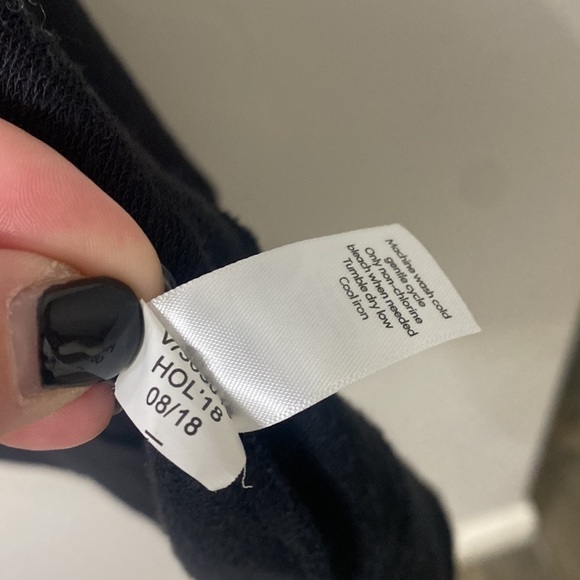 Machine wash cold
gentle cycle
Only non-chlorine
bleach when needed
Tumble dry low
Cool iron
HOL'18
08/18